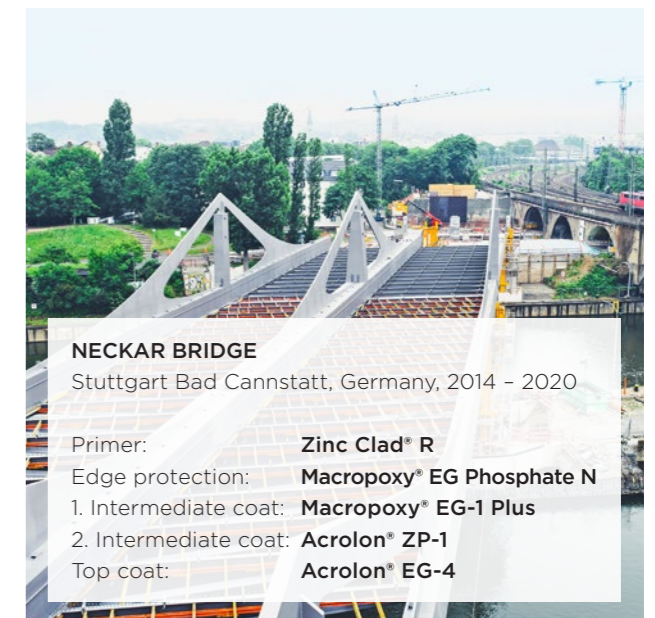 NECKAR BRIDGE
Stuttgart Bad Cannstatt, Germany, 2014 – 2020
Primer: Zinc Clad® R
Edge protection: Macropoxy® EG Phosphate N
1. Intermediate coat: Macropoxy® EG-1 Plus
2. Intermediate coat: Acrolon® ZP-1
Top coat: Acrolon® EG-4